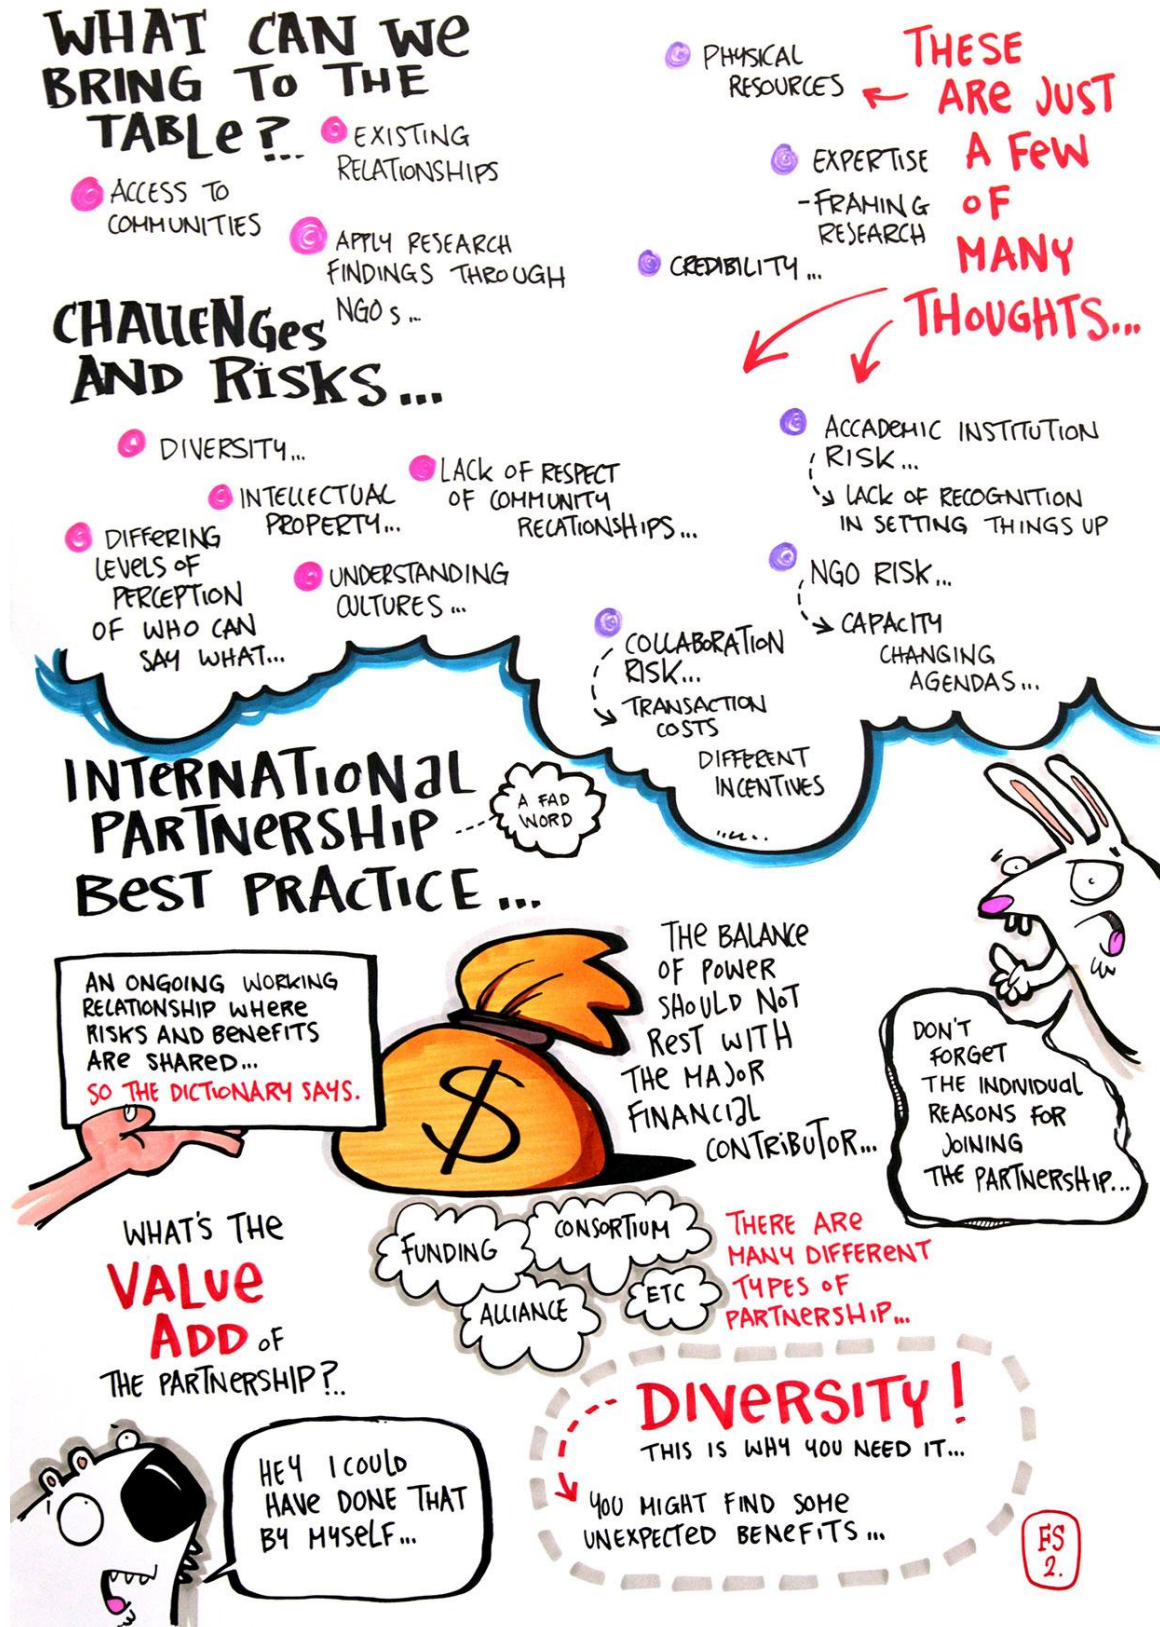 WHAT CAN WE
BRING TO THE
TABLE?..
EXISTING
RELATIONSHIPS
ACCESS TO
COMMUNITIES
APPLY RESEARCH
FINDINGS THROUGH
NGOS...
PHYSICAL
RESOURCES
EXPERTISE
-FRAMING
RESEARCH
CREDIBILITY...
THESE
ARE JUST
A FEW
OF
MANY
THOUGHTS...
CHALLENGES
AND RISKS...
DIVERSITY...
INTELLECTUAL
PROPERTY...
LACK OF RESPECT
OF COMMUNITY
RELATIONSHIPS...
DIFFERING
LEVELS OF
PERCEPTION
OF WHO CAN
SAY WHAT...
UNDERSTANDING
CULTURES...
ACCADEMIC INSTITUTION
RISK...
LACK OF RECOGNITION
IN SETTING THINGS UP
NGO RISK...
CAPACITY
CHANGING
AGENDAS...
COLLABORATION
RISK...
TRANSACTION
COSTS
DIFFERENT
INCENTIVES
INTERNATIONAL
PARTNERSHIP
BEST PRACTICE...
A FAD
WORD
AN ONGOING WORKING
RELATIONSHIP WHERE
RISKS AND BENEFITS
ARE SHARED...
SO THE DICTIONARY SAYS.
$
THE BALANCE
OF POWER
SHOULD NOT
REST WITH
THE MAJOR
FINANCIAL
CONTRIBUTOR...
DON'T
FORGET
THE INDIVIDUAL
REASONS FOR
JOINING
THE PARTNERSHIP...
WHAT'S THE
VALUE
ADD OF
THE PARTNERSHIP?..
FUNDING
CONSORTIUM
ALLIANCE
ETC
THERE ARE
MANY DIFFERENT
TYPES OF
PARTNERSHIP...
HEY I COULD
HAVE DONE THAT
BY MYSELF...
DIVERSITY!
THIS IS WHY YOU NEED IT...
YOU MIGHT FIND SOME
UNEXPECTED BENEFITS...
FS
2.